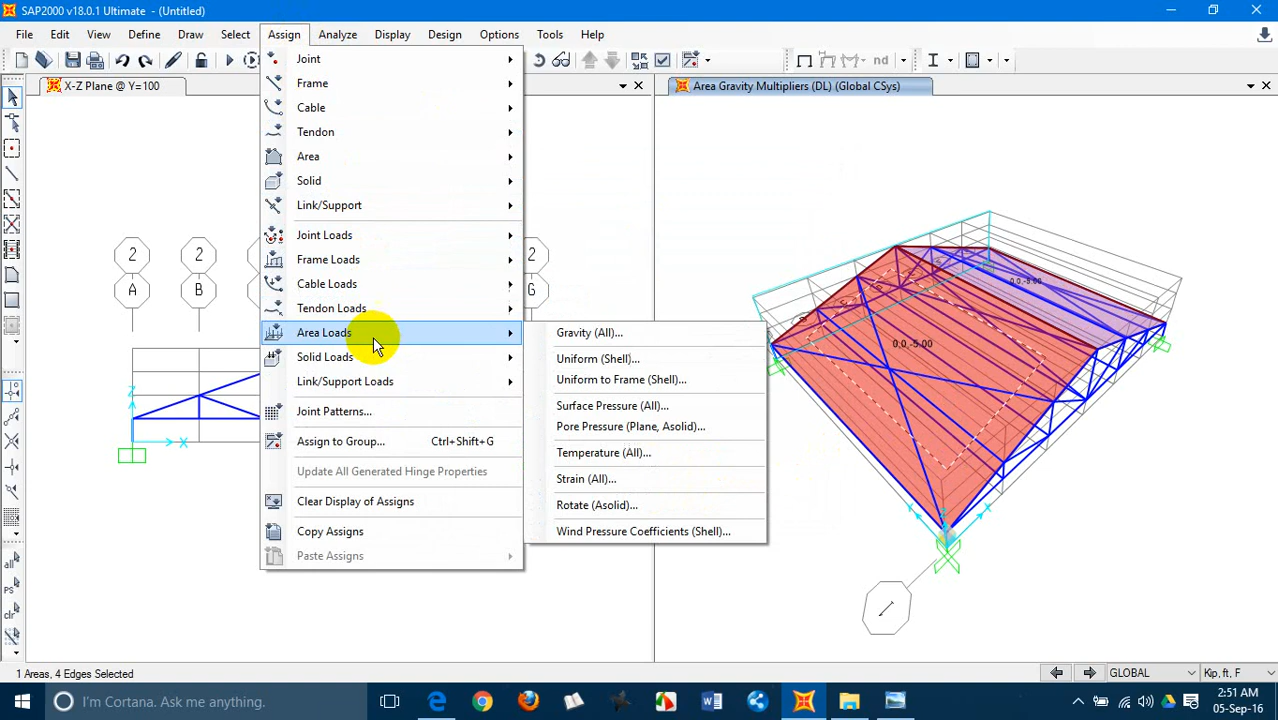 SAP2000 v18.0.1 Ultimate - (Untitled)
File Edit View Define Draw Select Assign Analyze Display Design Options Tools Help
nd
X-Z Plane @ Y=100
Area Gravity Multipliers (DL) (Global CSys)
Joint
Frame
Cable
Tendon
Area
Solid
Link/Support
Joint Loads
Frame Loads
Cable Loads
Tendon Loads
Area Loads
Solid Loads
Link/Support Loads
Joint Patterns...
Assign to Group... Ctrl+Shift+G
Update All Generated Hinge Properties
Clear Display of Assigns
Copy Assigns
Paste Assigns
Gravity (All)...
Uniform (Shell)...
Uniform to Frame (Shell)...
Surface Pressure (All)...
Pore Pressure (Plane, Asolid)...
Temperature (All)...
Strain (All)...
Rotate (Asolid)...
Wind Pressure Coefficients (Shell)...
2 2 2
A B G
Z
X
0,0,-5.00
X
all
PS
clr
1 Areas, 4 Edges Selected
GLOBAL
Kip, ft, F
I'm Cortana. Ask me anything.
2:51 AM
05-Sep-16